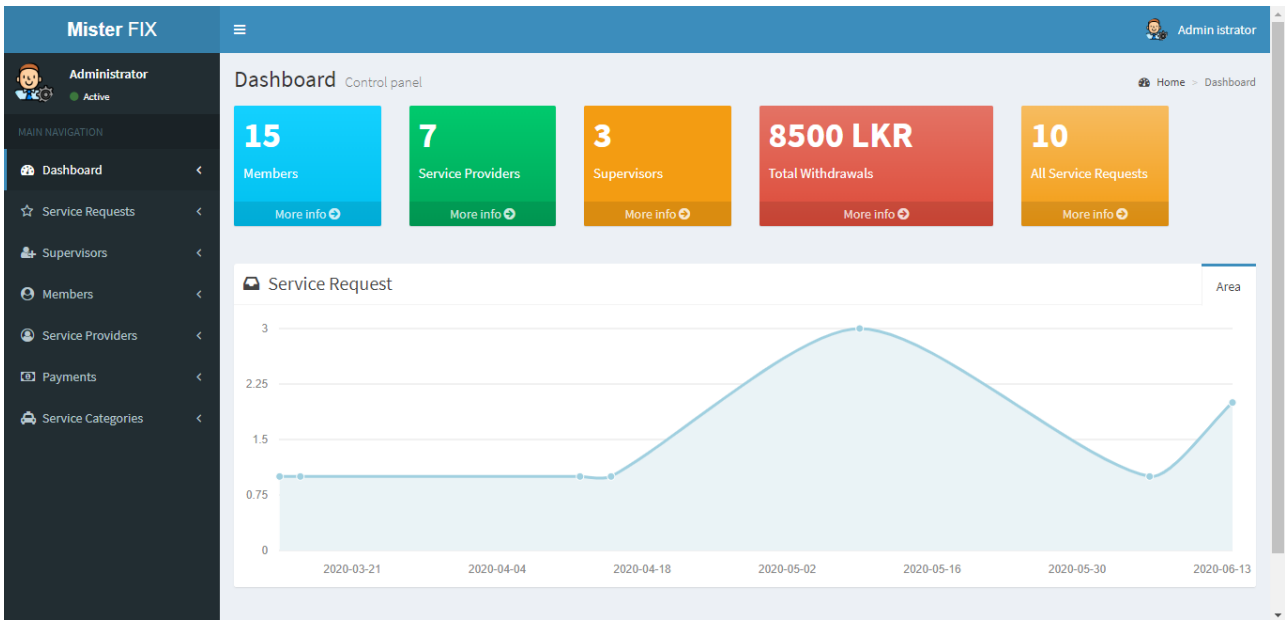 Mister FIX
Admin istrator
Administrator
Active
MAIN NAVIGATION
Dashboard
Service Requests
Supervisors
Members
Service Providers
Payments
Service Categories
Dashboard Control panel
Home > Dashboard
15
Members
More info
7
Service Providers
More info
3
Supervisors
More info
8500 LKR
Total Withdrawals
More info
10
All Service Requests
More info
Service Request
Area
3
2.25
1.5
0.75
0
2020-03-21 2020-04-04 2020-04-18 2020-05-02 2020-05-16 2020-05-30 2020-06-13